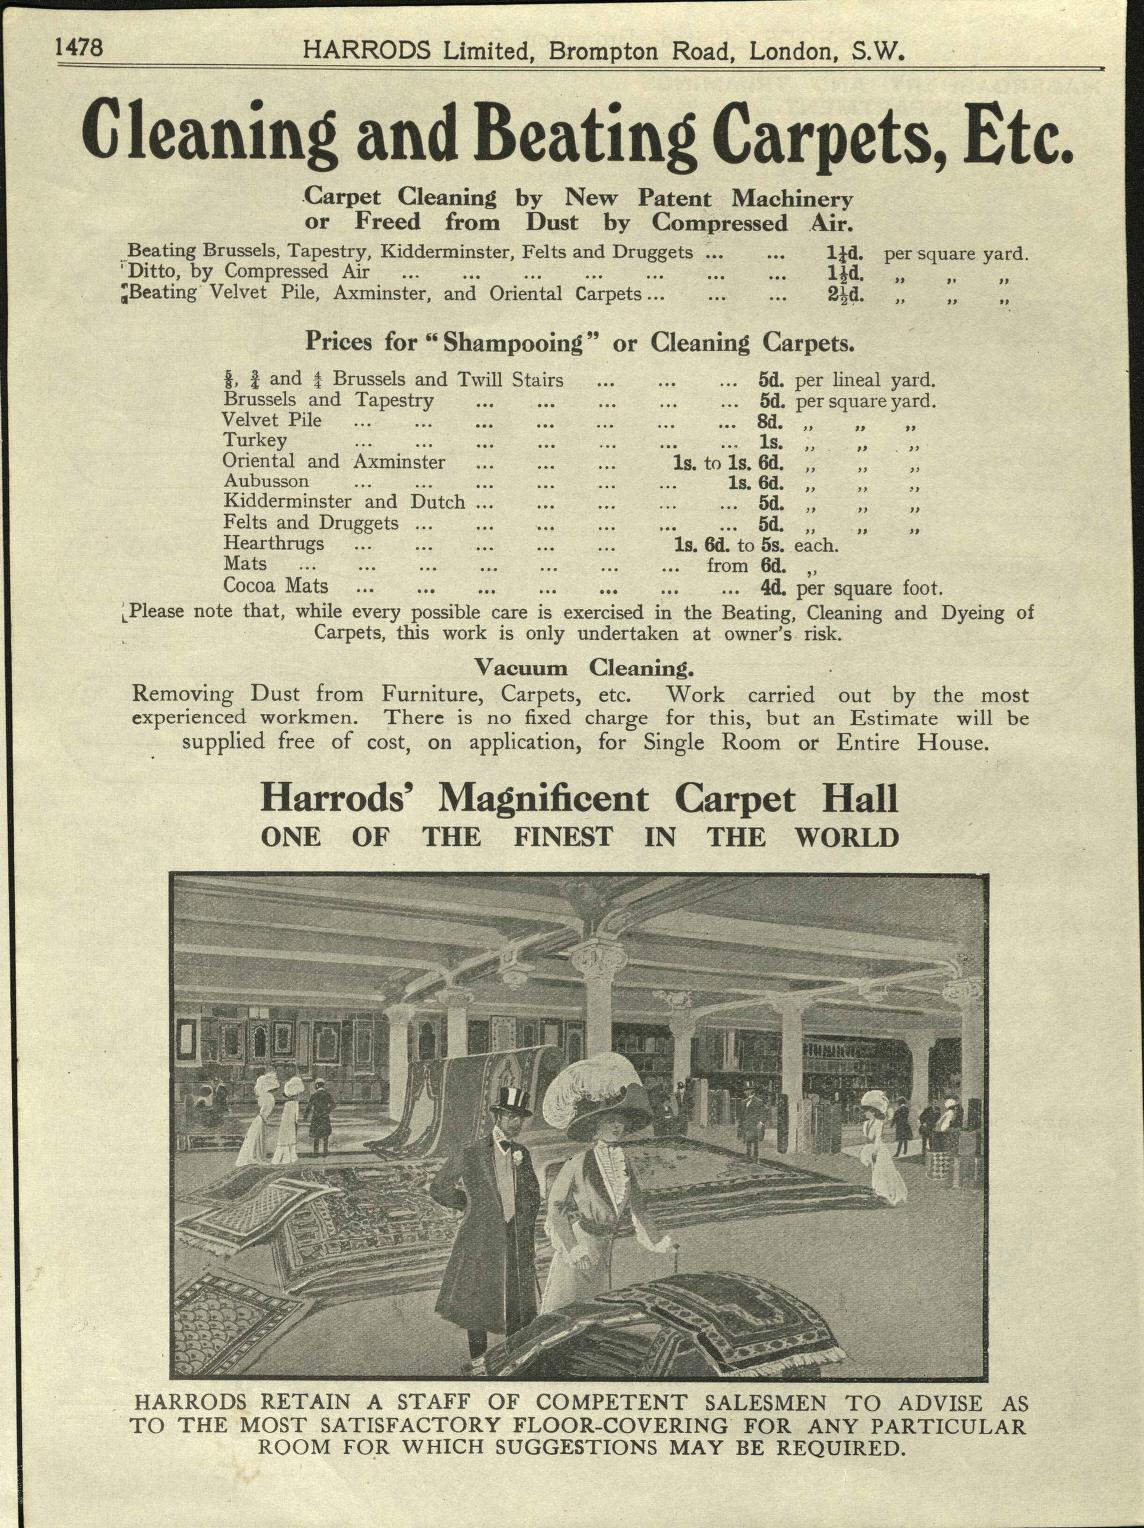 1478 HARRODS Limited, Brompton Road, London, S.W.
Cleaning and Beating Carpets, Etc.
Carpet Cleaning by New Patent Machinery
or Freed from Dust by Compressed Air.
Beating Brussels, Tapestry, Kidderminster, Felts and Druggets ... ... 1¼d. per square yard.
Ditto, by Compressed Air ... ... ... ... ... ... ... 1½d. „ „ „
Beating Velvet Pile, Axminster, and Oriental Carpets ... ... ... 2½d. „ „ „
Prices for “Shampooing” or Cleaning Carpets.
⅝, ¾ and 4/4 Brussels and Twill Stairs ... ... ... 5d. per lineal yard.
Brussels and Tapestry ... ... ... ... ... 5d. per square yard.
Velvet Pile ... ... ... ... ... ... ... 8d. „ „ „
Turkey ... ... ... ... ... ... ... 1s. „ „ „
Oriental and Axminster ... ... ... 1s. to 1s. 6d. „ „ „
Aubusson ... ... ... ... ... ... 1s. 6d. „ „ „
Kidderminster and Dutch ... ... ... ... ... 5d. „ „ „
Felts and Druggets ... ... ... ... ... ... 5d. „ „ „
Hearthrugs ... ... ... ... ... 1s. 6d. to 5s. each.
Mats ... ... ... ... ... ... ... from 6d. „
Cocoa Mats ... ... ... ... ... ... ... 4d. per square foot.
Please note that, while every possible care is exercised in the Beating, Cleaning and Dyeing of
Carpets, this work is only undertaken at owner’s risk.
Vacuum Cleaning.
Removing Dust from Furniture, Carpets, etc. Work carried out by the most
experienced workmen. There is no fixed charge for this, but an Estimate will be
supplied free of cost, on application, for Single Room or Entire House.
Harrods’ Magnificent Carpet Hall
ONE OF THE FINEST IN THE WORLD
HARRODS RETAIN A STAFF OF COMPETENT SALESMEN TO ADVISE AS
TO THE MOST SATISFACTORY FLOOR-COVERING FOR ANY PARTICULAR
ROOM FOR WHICH SUGGESTIONS MAY BE REQUIRED.